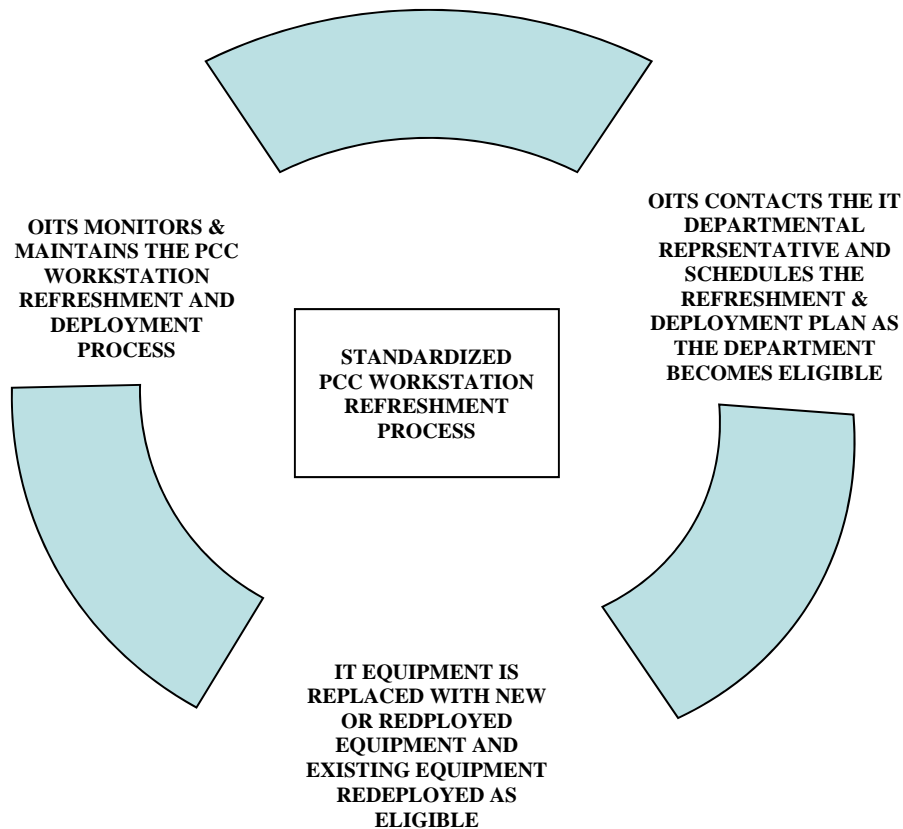 OITS MONITORS &
MAINTAINS THE PCC
WORKSTATION
REFRESHMENT AND
DEPLOYMENT
PROCESS
OITS CONTACTS THE IT
DEPARTMENTAL
REPRSENTATIVE AND
SCHEDULES THE
REFRESHMENT &
DEPLOYMENT PLAN AS
THE DEPARTMENT
BECOMES ELIGIBLE
STANDARDIZED
PCC WORKSTATION
REFRESHMENT
PROCESS
IT EQUIPMENT IS
REPLACED WITH NEW
OR REDPLOYED
EQUIPMENT AND
EXISTING EQUIPMENT
REDEPLOYED AS
ELIGIBLE